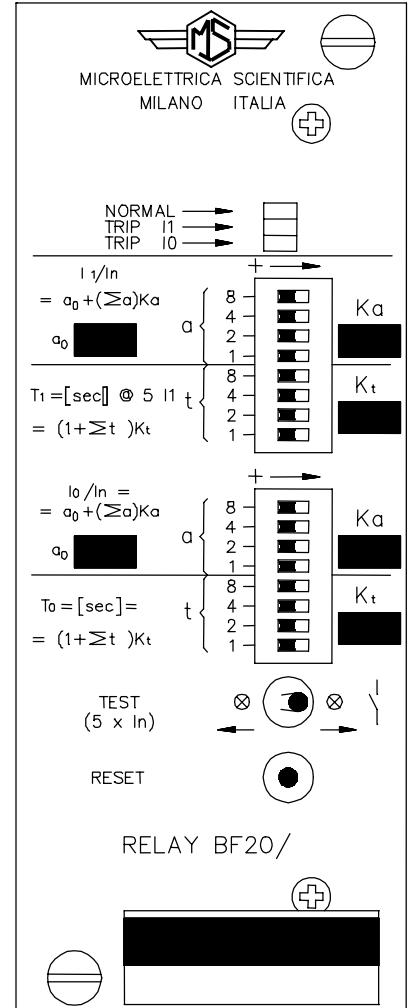 MS
MICROELETTRICA SCIENTIFICA
MILANO ITALIA
NORMAL
TRIP I1
TRIP I0
+
I1/In
= a0+(Σa)Ka
a0
a
8
4
2
1
Ka
T1=[sec] @ 5 I1
= (1+Σt )Kt
t
8
4
2
1
Kt
+
I0/In =
= a0+(Σa)Ka
a0
a
8
4
2
1
Ka
T0=[sec]=
= (1+Σt )Kt
t
8
4
2
1
Kt
TEST
(5 x In)
RESET
RELAY BF20/